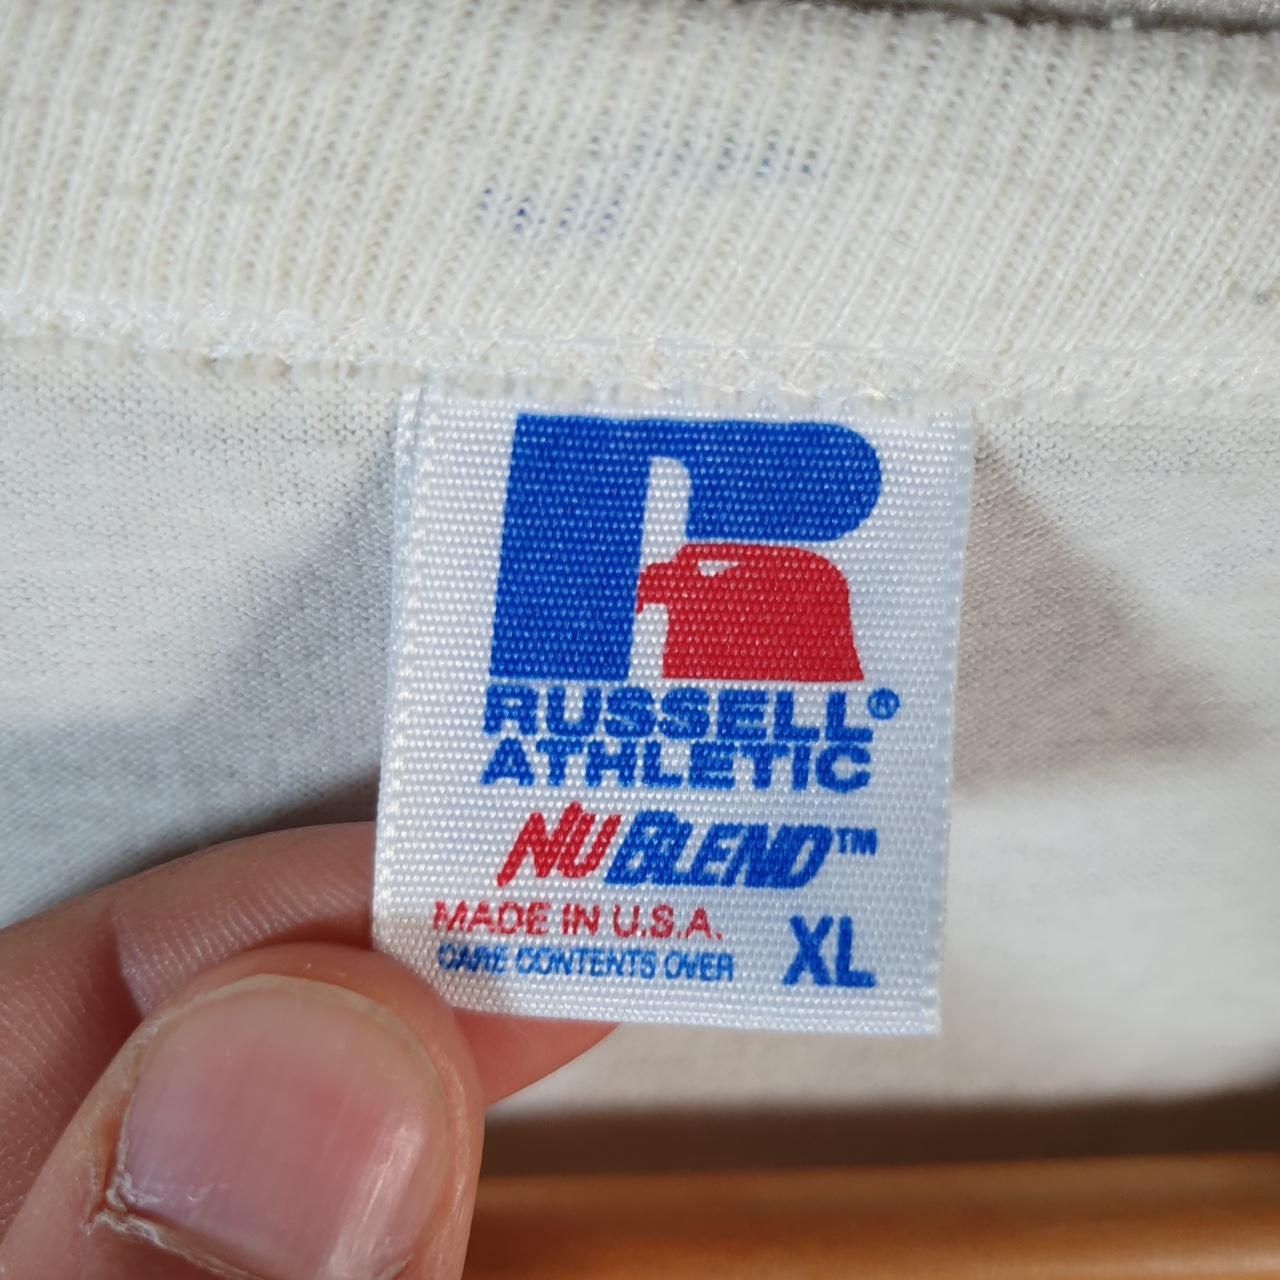 RUSSELL®
ATHLETIC
NUBLEND™
MADE IN U.S.A.
CARE CONTENTS OVER XL